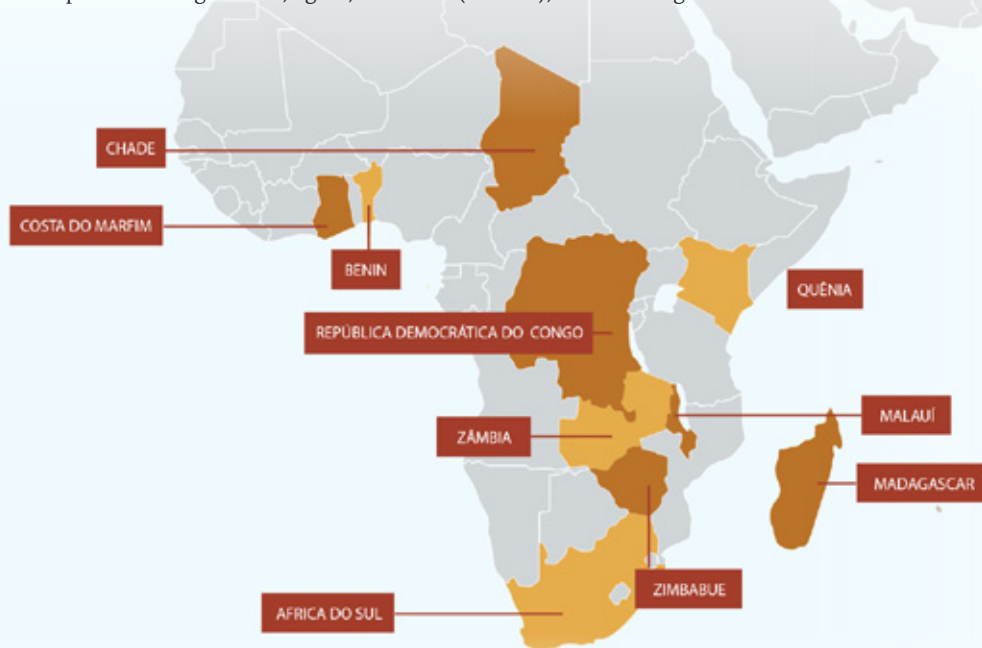 CHADE
COSTA DO MARFIM
BENIN
QUÊNIA
REPÚBLICA DEMOCRÁTICA DO CONGO
MALAUÍ
ZÂMBIA
MADAGASCAR
ZIMBABUE
AFRICA DO SUL